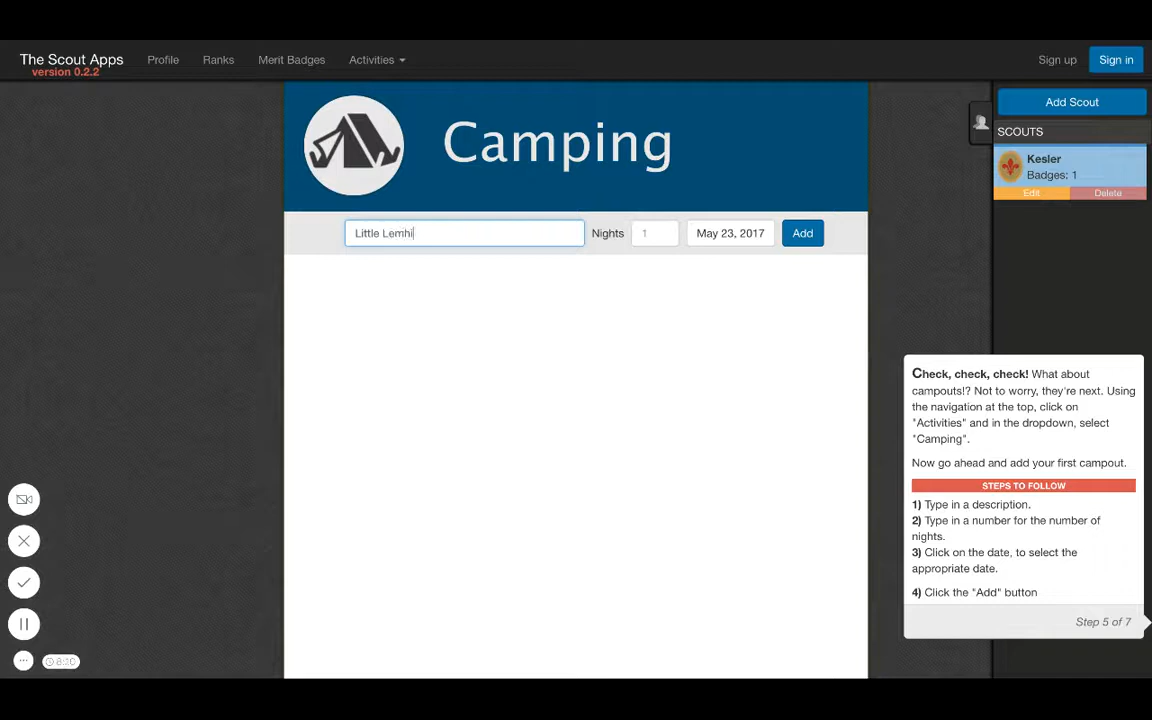 The Scout Apps
version 0.2.2
Profile
Ranks
Merit Badges
Activities
Sign up
Sign in
Camping
Add Scout
SCOUTS
Kesler
Badges: 1
Edit
Delete
Little Lemhi
Nights
1
May 23, 2017
Add
Check, check, check! What about
campouts!? Not to worry, they're next. Using
the navigation at the top, click on
"Activities" and in the dropdown, select
"Camping".
Now go ahead and add your first campout.
STEPS TO FOLLOW
1) Type in a description.
2) Type in a number for the number of
nights.
3) Click on the date, to select the
appropriate date.
4) Click the "Add" button
Step 5 of 7
8:20